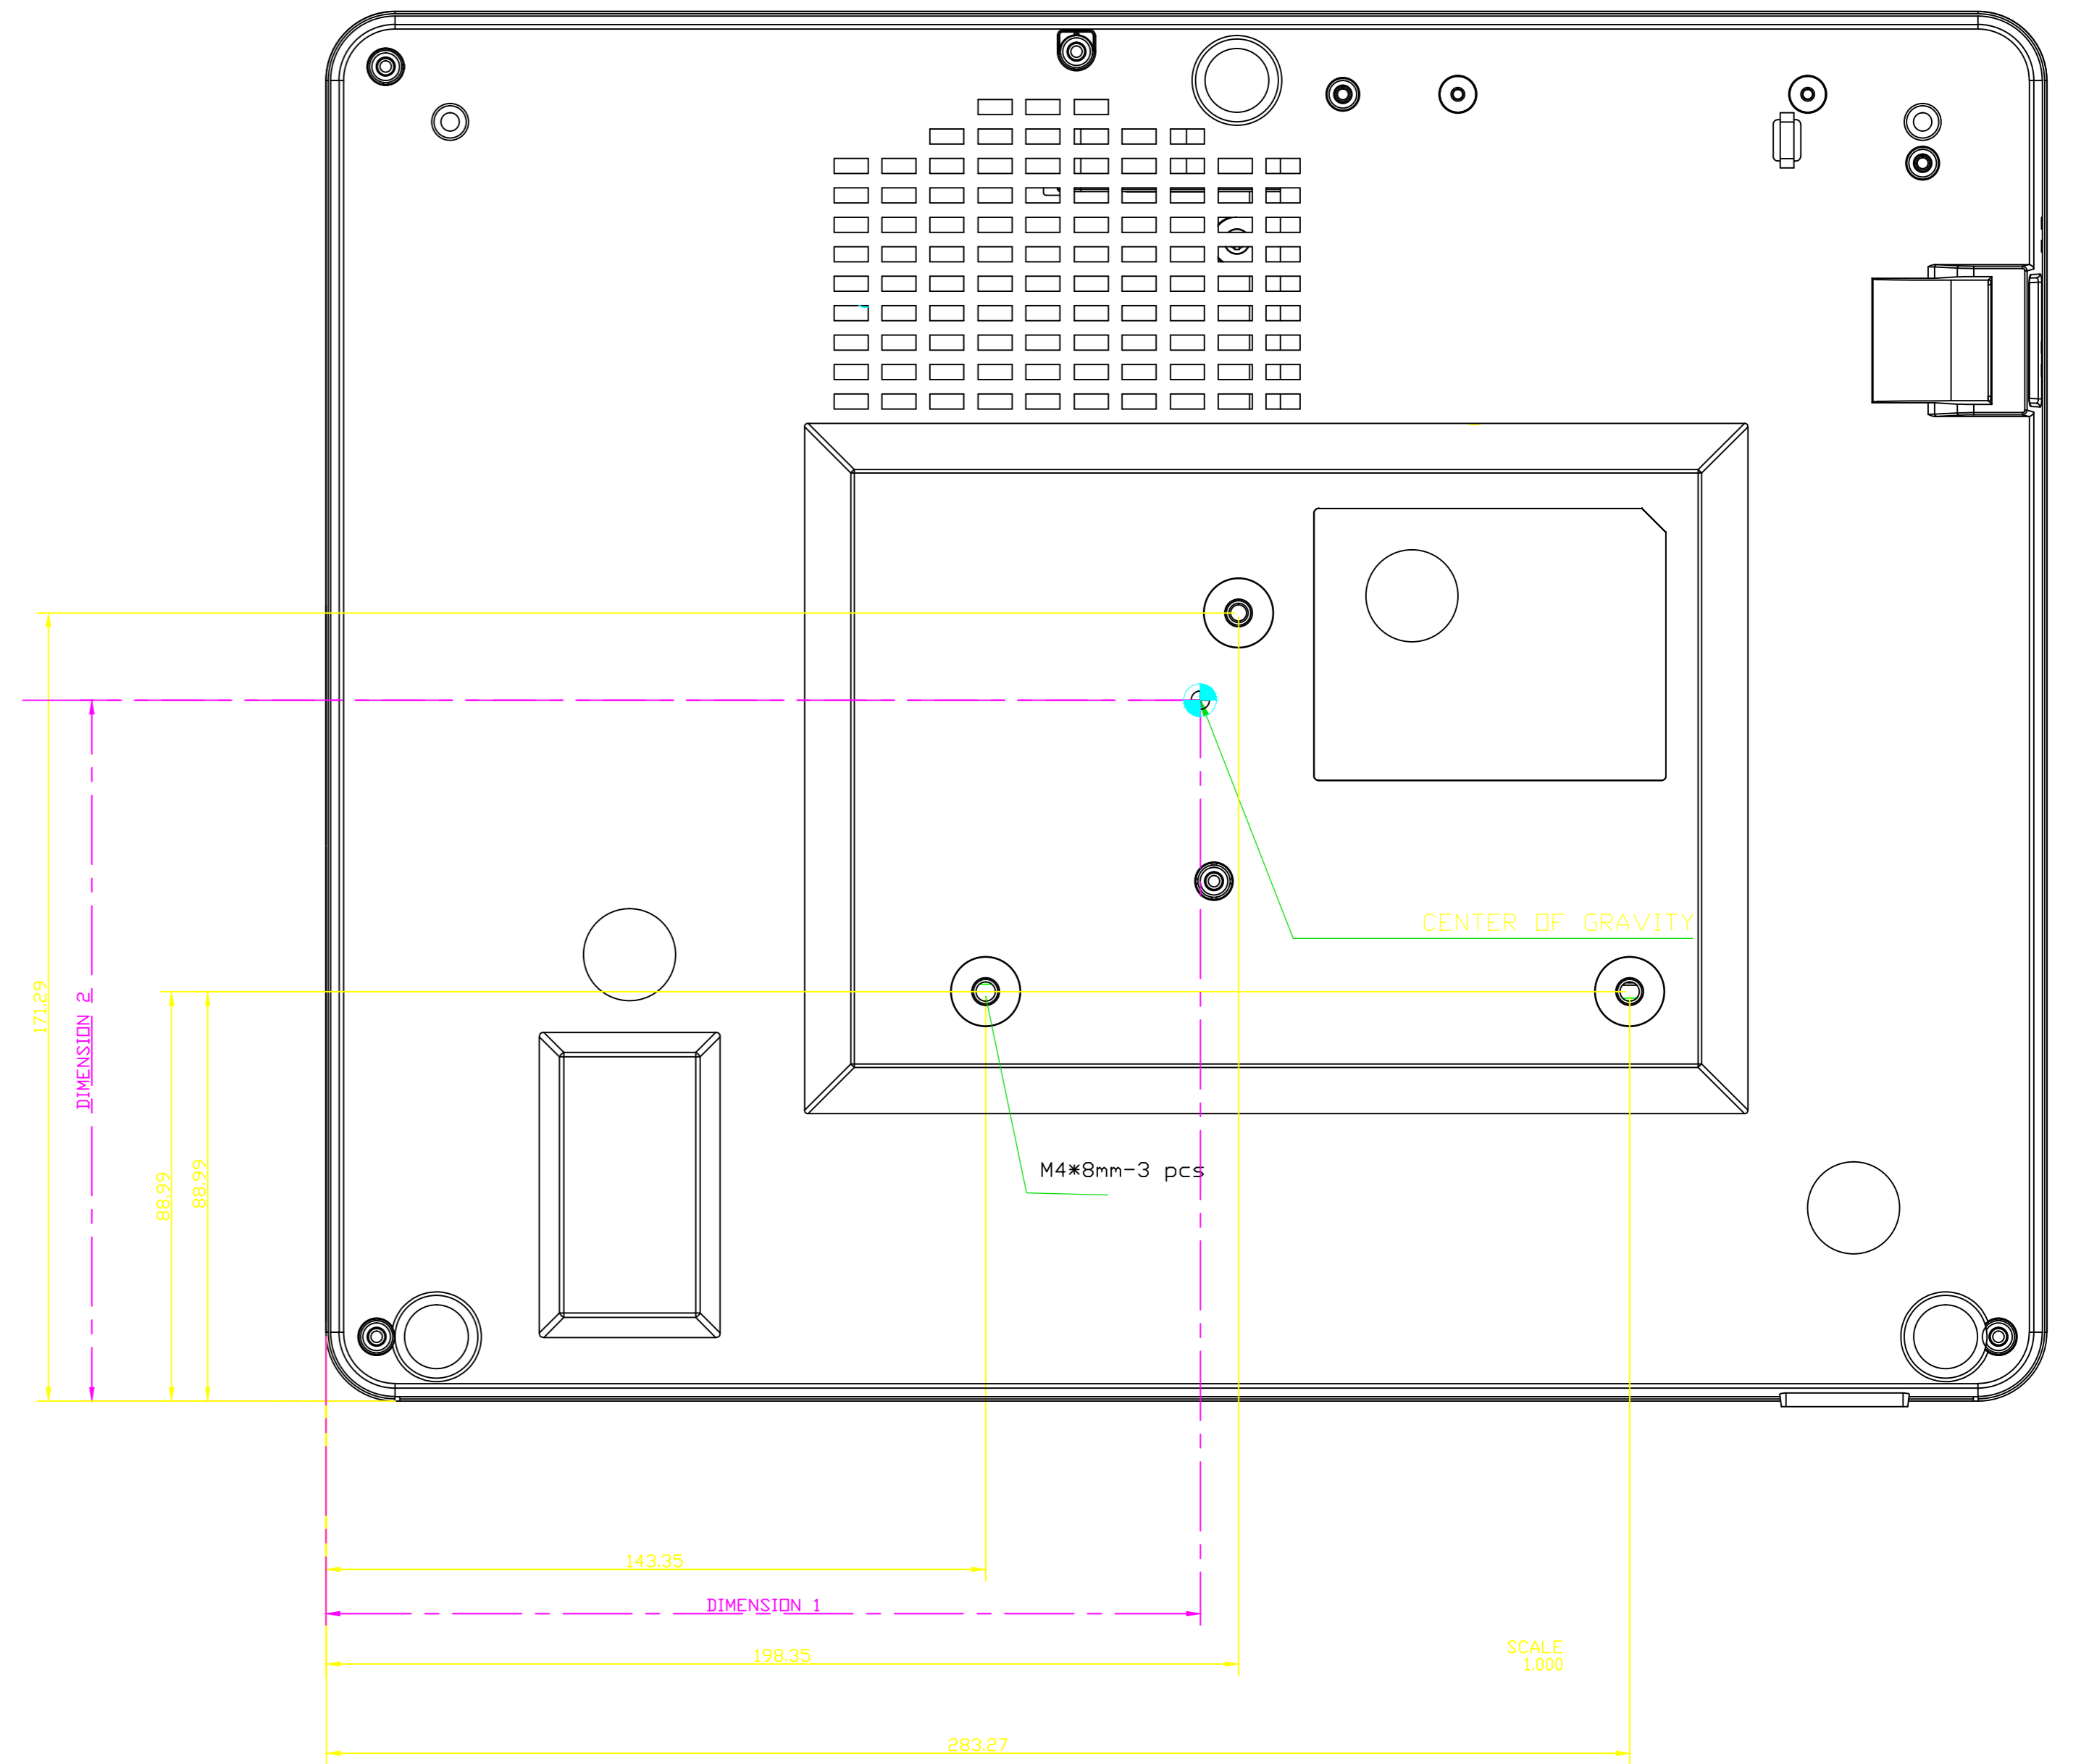 CENTER OF GRAVITY
171.29
DIMENSION 2
88.99
88.99
M4*8mm-3 pcs
143.35
DIMENSION 1
198.35
SCALE
1.000
283.27